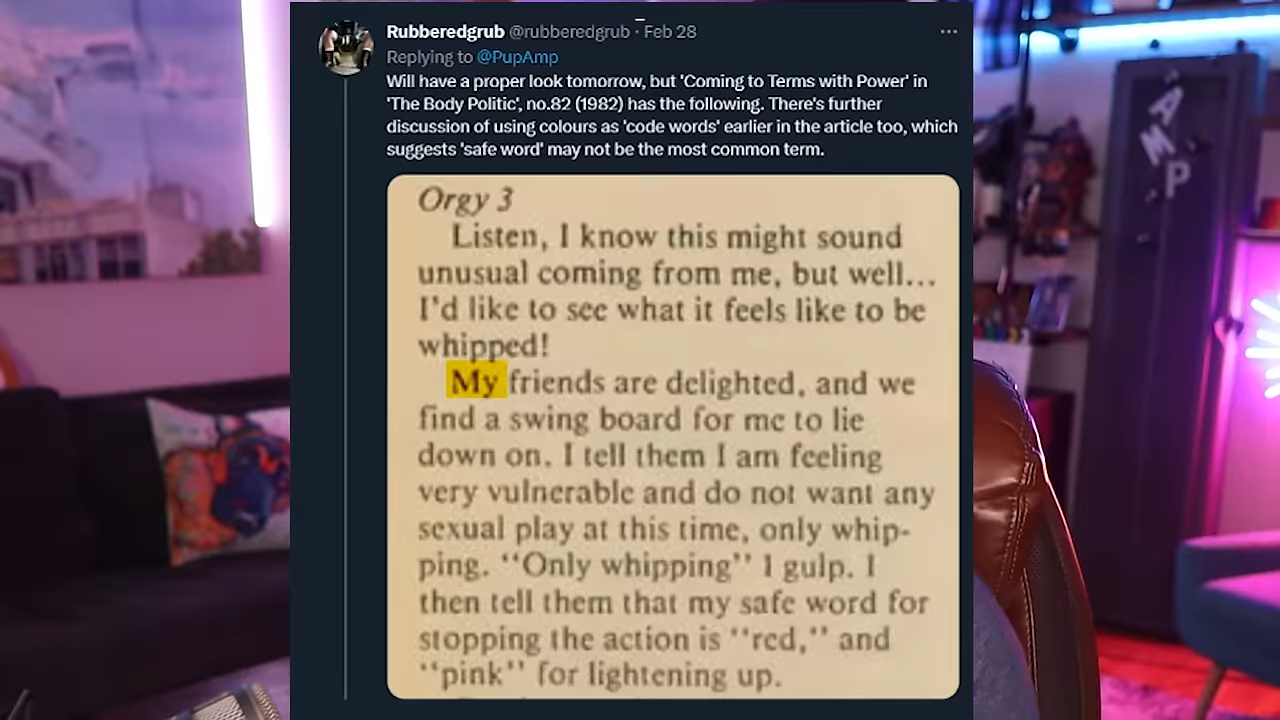 Rubberedgrub @rubberedgrub · Feb 28
Replying to @PupAmp
Will have a proper look tomorrow, but 'Coming to Terms with Power' in
'The Body Politic', no.82 (1982) has the following. There's further
discussion of using colours as 'code words' earlier in the article too, which
suggests 'safe word' may not be the most common term.
Orgy 3
Listen, I know this might sound
unusual coming from me, but well...
I'd like to see what it feels like to be
whipped!
My friends are delighted, and we
find a swing board for me to lie
down on. I tell them I am feeling
very vulnerable and do not want any
sexual play at this time, only whip-
ping. "Only whipping" I gulp. I
then tell them that my safe word for
stopping the action is "red," and
"pink" for lightening up.
AMP